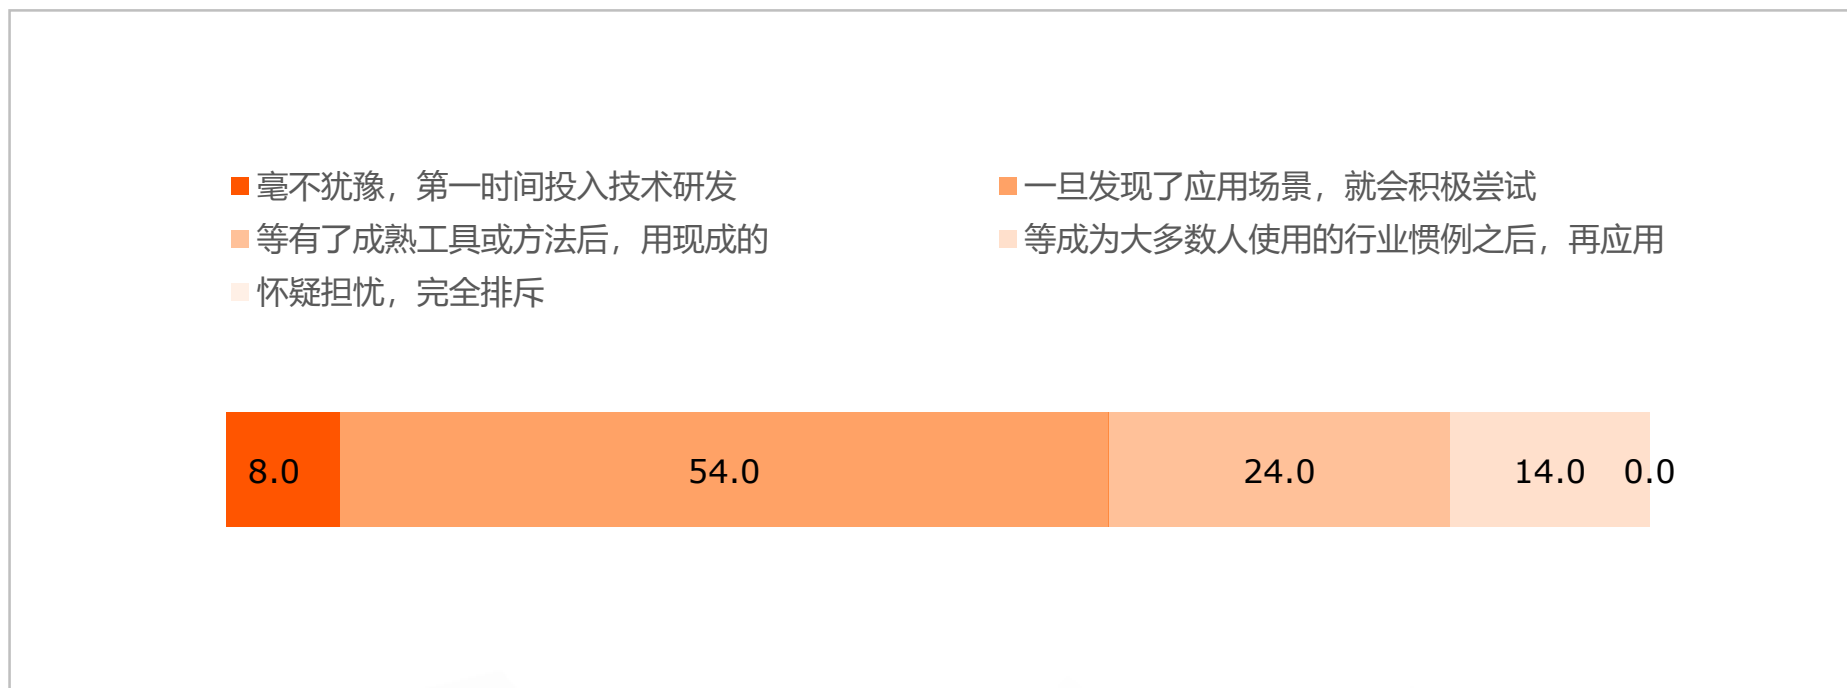 毫不犹豫，第一时间投入技术研发
一旦发现了应用场景，就会积极尝试
等有了成熟工具或方法后，用现成的
等成为大多数人使用的行业惯例之后，再应用
怀疑担忧，完全排斥
8.0 54.0 24.0 14.0 0.0